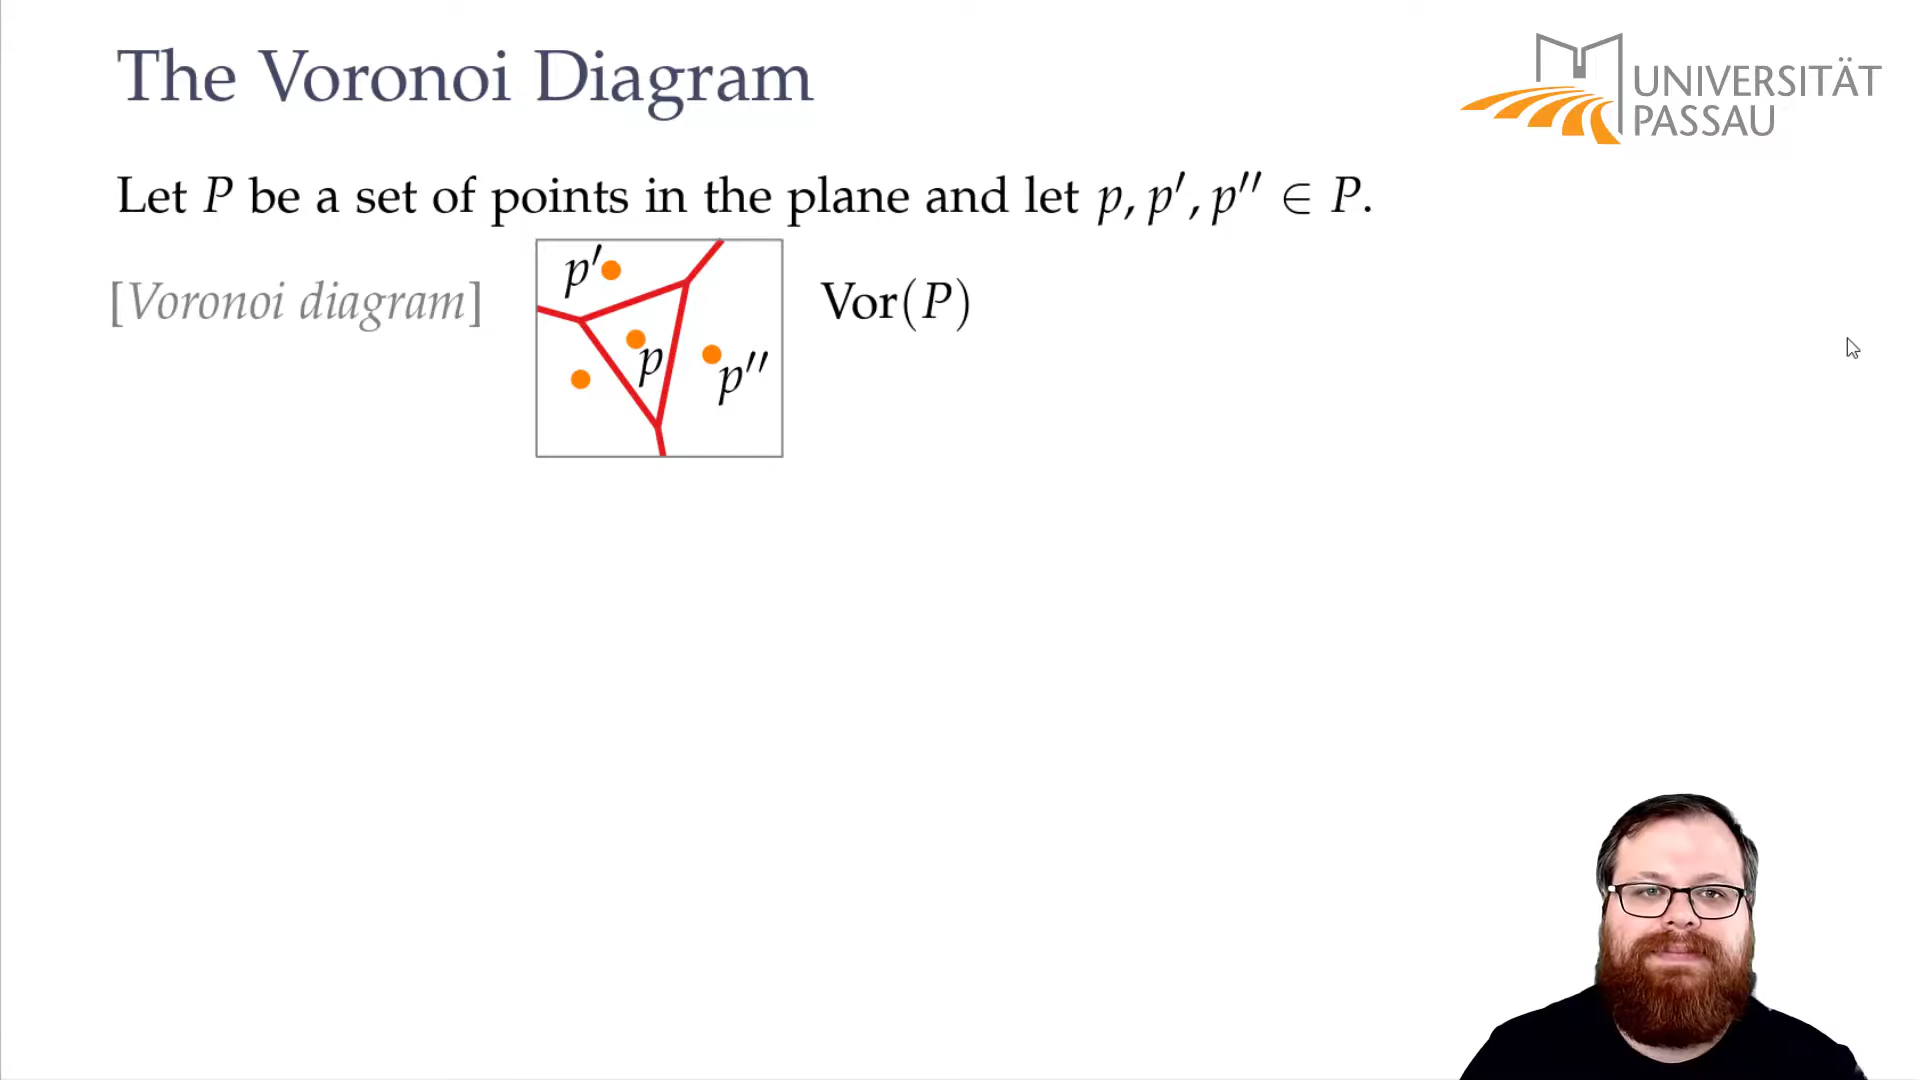 The Voronoi Diagram
UNIVERSITÄT
PASSAU
Let P be a set of points in the plane and let p, p′, p′′ ∈ P.
[Voronoi diagram]
p′
p
p′′
Vor(P)